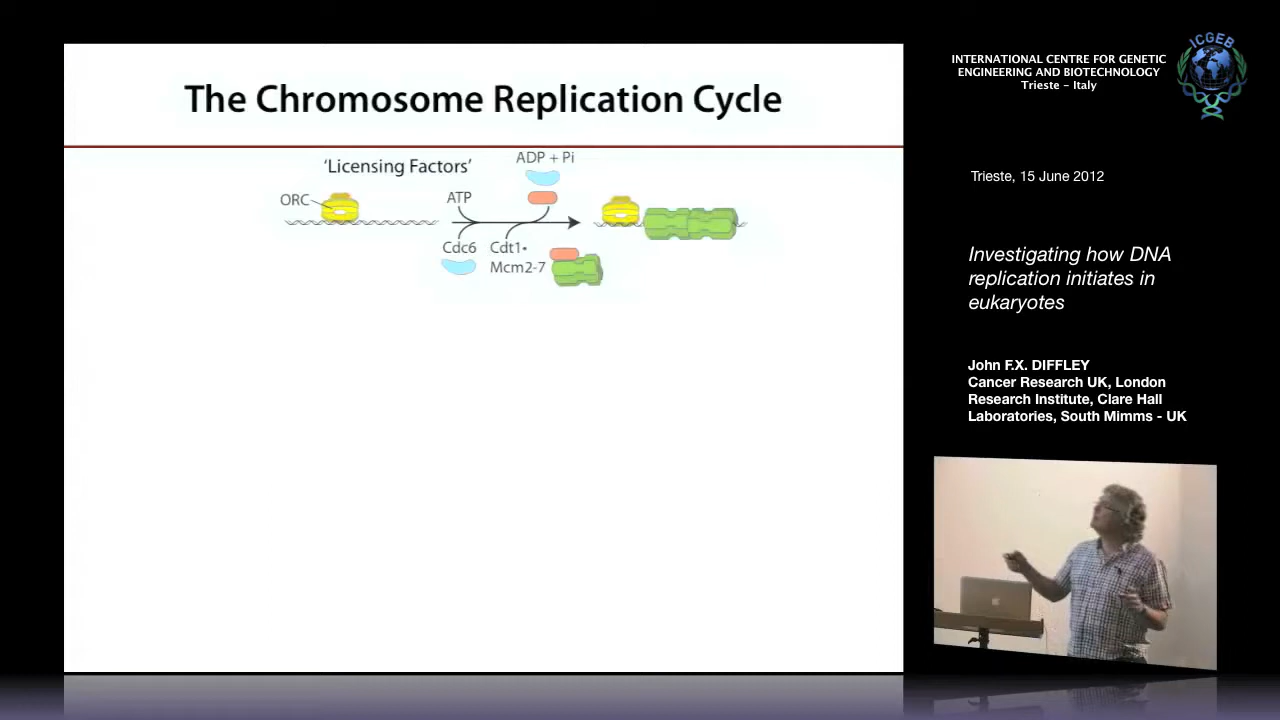 The Chromosome Replication Cycle
'Licensing Factors'
ADP + Pi
ORC
ATP
Cdc6
Cdt1•
Mcm2-7
ICGEB
INTERNATIONAL CENTRE FOR GENETIC
ENGINEERING AND BIOTECHNOLOGY
Trieste - Italy
Trieste, 15 June 2012
Investigating how DNA
replication initiates in
eukaryotes
John F.X. DIFFLEY
Cancer Research UK, London
Research Institute, Clare Hall
Laboratories, South Mimms - UK